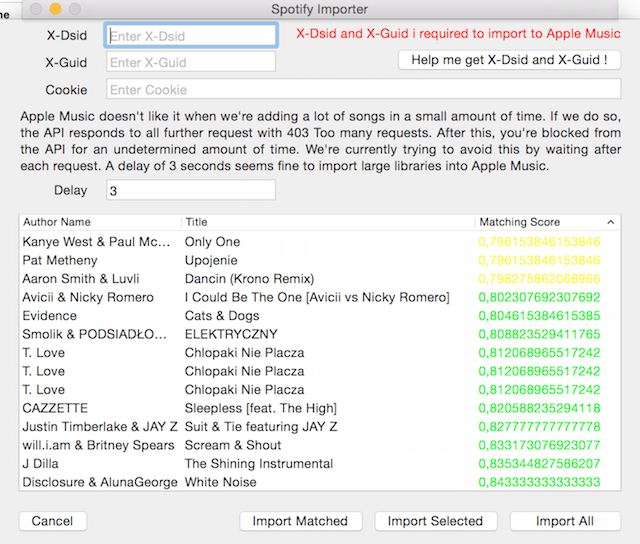 Spotify Importer
ne
X-Dsid Enter X-Dsid X-Dsid and X-Guid i required to import to Apple Music
X-Guid Enter X-Guid Help me get X-Dsid and X-Guid !
Cookie Enter Cookie
Apple Music doesn't like it when we're adding a lot of songs in a small amount of time. If we do so,
the API responds to all further request with 403 Too many requests. After this, you're blocked from
the API for an undetermined amount of time. We're currently trying to avoid this by waiting after
each request. A delay of 3 seconds seems fine to import large libraries into Apple Music.
Delay 3
Author Name Title Matching Score
Kanye West & Paul Mc... Only One 0,796153846153846
Pat Metheny Upojenie 0,796153846153846
Aaron Smith & Luvli Dancin (Krono Remix) 0,798275862068966
Avicii & Nicky Romero I Could Be The One [Avicii vs Nicky Romero] 0,802307692307692
Evidence Cats & Dogs 0,804615384615385
Smolik & PODSIADŁO... ELEKTRYCZNY 0,808823529411765
T. Love Chlopaki Nie Placza 0,812068965517242
T. Love Chlopaki Nie Placza 0,812068965517242
T. Love Chlopaki Nie Placza 0,812068965517242
CAZZETTE Sleepless [feat. The High] 0,820588235294118
Justin Timberlake & JAY Z Suit & Tie featuring JAY Z 0,827777777777778
will.i.am & Britney Spears Scream & Shout 0,833173076923077
J Dilla The Shining Instrumental 0,835344827586207
Disclosure & AlunaGeorge White Noise 0,843333333333333
Cancel Import Matched Import Selected Import All